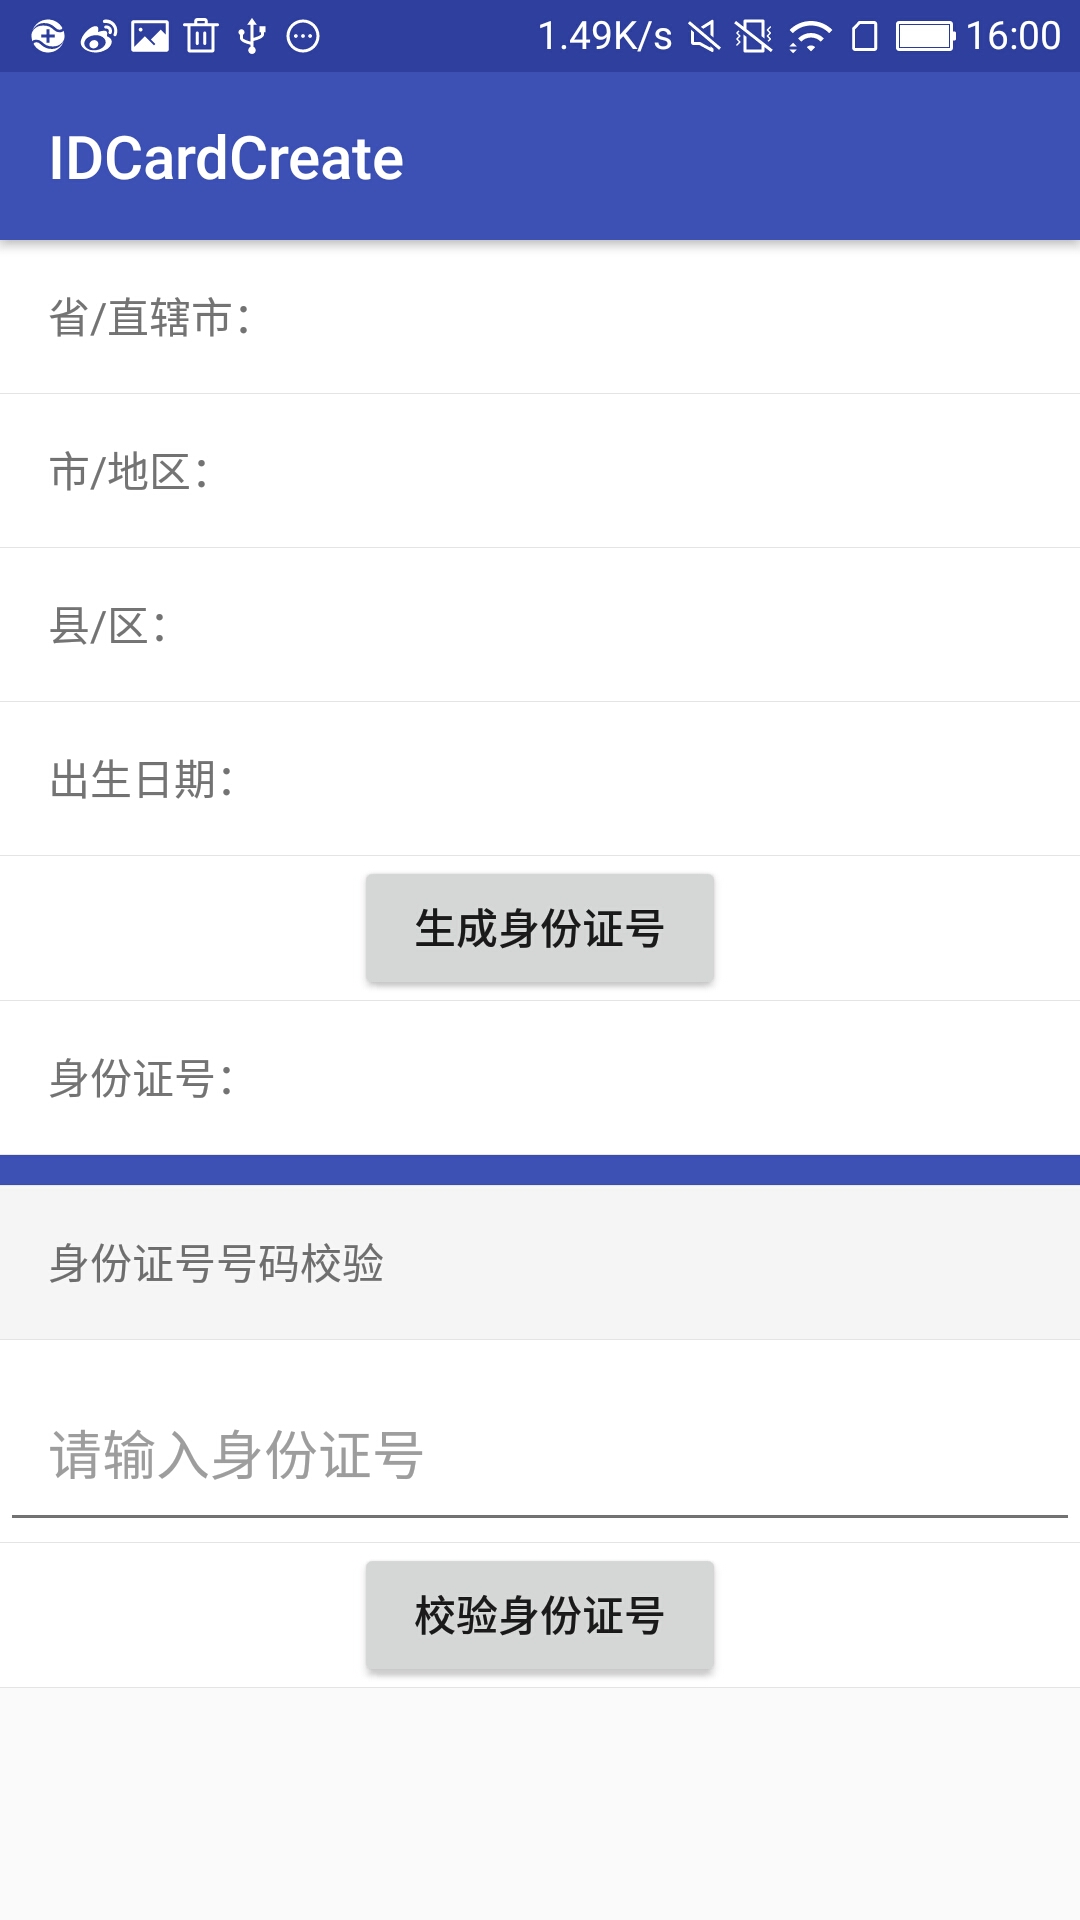 1.49K/s 16:00
IDCardCreate
省/直辖市：
市/地区：
县/区：
出生日期：
生成身份证号
身份证号：
身份证号号码校验
请输入身份证号
校验身份证号